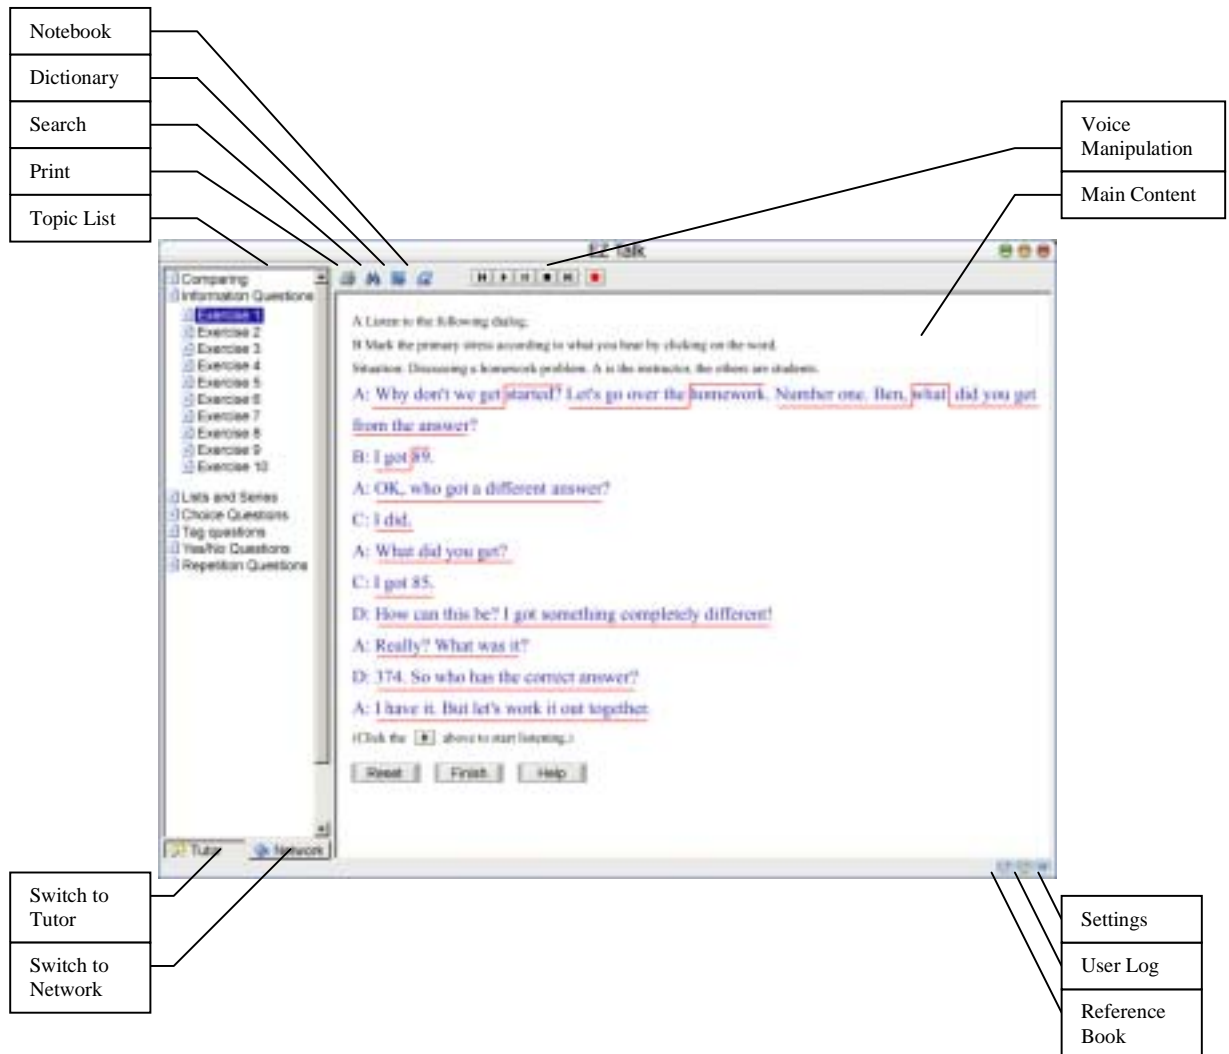 Notebook
Dictionary
Search
Print
Topic List
Voice
Manipulation
Main Content
EZ Talk
Comparing
Information Questions
Exercise 1
Exercise 2
Exercise 3
Exercise 4
Exercise 5
Exercise 6
Exercise 7
Exercise 8
Exercise 9
Exercise 10
Lists and Series
Choice Questions
Tag questions
Yes/No Questions
Repetition Questions
Tutor
Network
A Listen to the following dialog.
B Mark the primary stress according to what you hear by clicking on the word.
Situation: Discussing a homework problem. A is the instructor, the others are students.
A: Why don't we get started? Let's go over the homework. Number one. Ben, what did you get
from the answer?
B: I got 89.
A: OK, who got a different answer?
C: I did.
A: What did you get?
C: I got 85.
D: How can this be? I got something completely different!
A: Really? What was it?
D: 374. So who has the correct answer?
A: I have it. But let's work it out together.
(Click the above to start listening.)
Reset Finish Help
Switch to
Tutor
Switch to
Network
Settings
User Log
Reference
Book